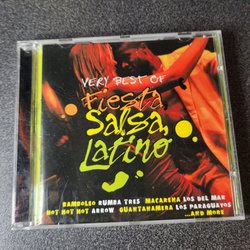 VERY BEST OF
Fiesta
Salsa,
Latino
BAMBOLEO RUMBA TRES MACARENA LOS DEL MAR
HOT HOT HOT ARROW GUANTANAMERA LOS PARAGUAYOS
...AND MORE